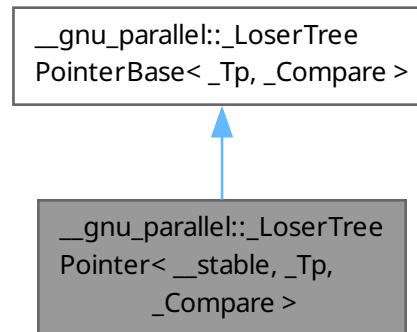 __gnu_parallel::_LoserTree
PointerBase< _Tp, _Compare >
__gnu_parallel::_LoserTree
Pointer< __stable, _Tp,
_Compare >